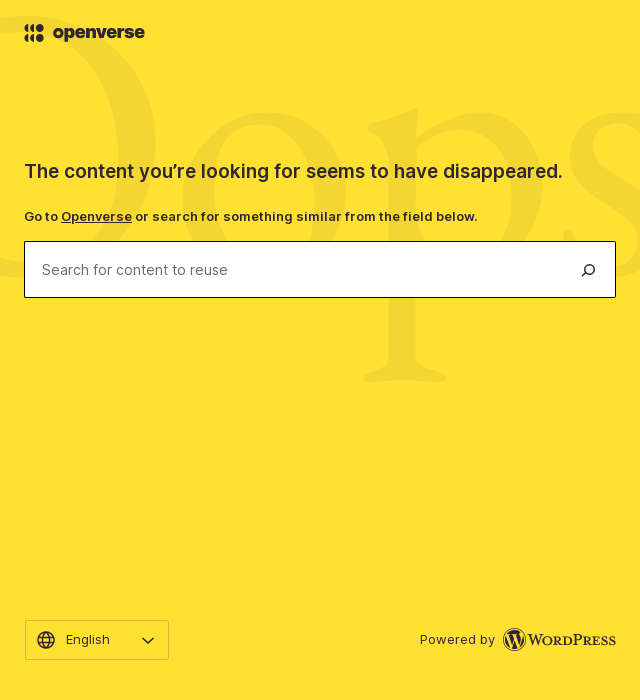 Oops
openverse
The content you’re looking for seems to have disappeared.
Go to Openverse or search for something similar from the field below.
Search for content to reuse
English
Powered by WORDPRESS